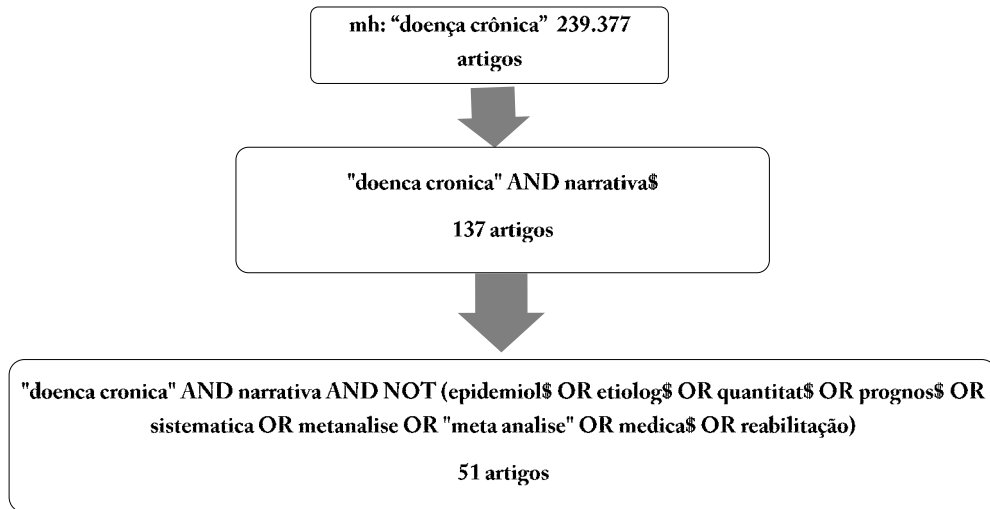 mh: “doença crônica” 239.377
artigos
"doenca cronica" AND narrativa$
137 artigos
"doenca cronica" AND narrativa AND NOT (epidemiol$ OR etiolog$ OR quantitat$ OR prognos$ OR
sistematica OR metanalise OR "meta analise" OR medica$ OR reabilitação)
51 artigos